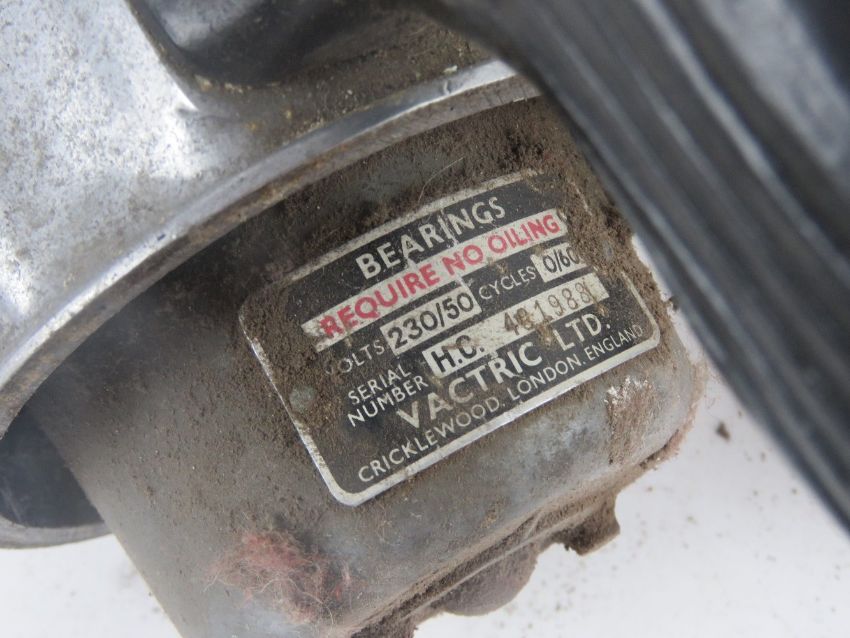 BEARINGS
REQUIRE NO OILING
VOLTS 230/50 CYCLES 0/60
SERIAL NUMBER H.C. 481988
VACTRIC LTD.
CRICKLEWOOD, LONDON, ENGLAND